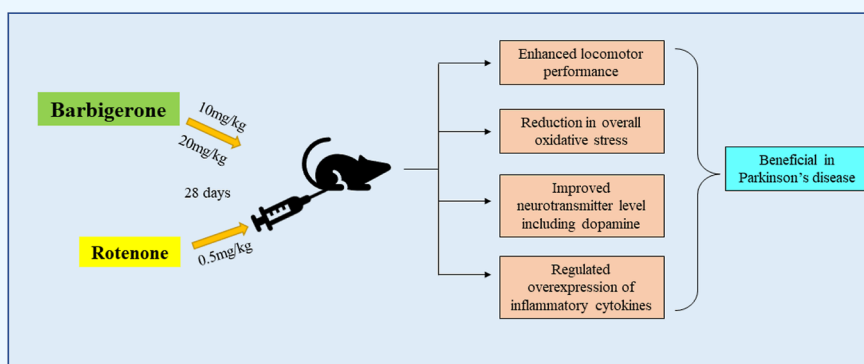 Barbigerone
10mg/kg
20mg/kg
28 days
Rotenone
0.5mg/kg
Enhanced locomotor
performance
Reduction in overall
oxidative stress
Improved
neurotransmitter level
including dopamine
Regulated
overexpression of
inflammatory cytokines
Beneficial in
Parkinson’s disease